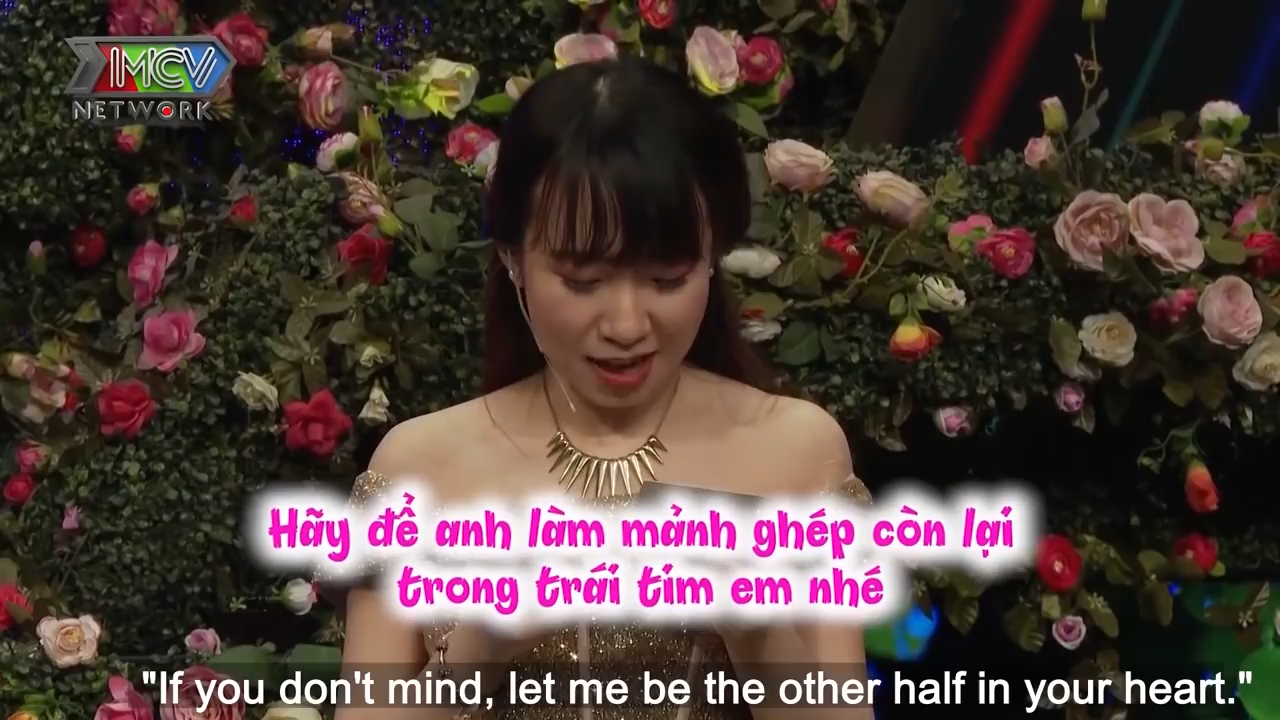 MCV
NETWORK
Hãy để anh làm mảnh ghép còn lại
trong trái tim em nhé
"If you don't mind, let me be the other half in your heart."